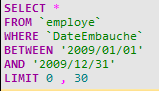 SELECT *
FROM `employe`
WHERE `DateEmbauche`
BETWEEN '2009/01/01'
AND '2009/12/31'
LIMIT 0 , 30